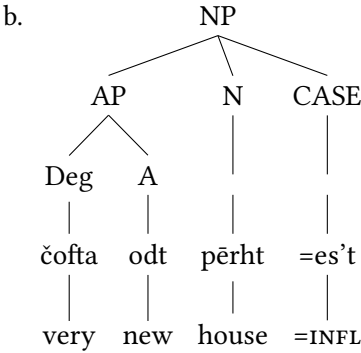 b. NP
AP N CASE
Deg A
čofta odt pērht =es’t
very new house =INFL